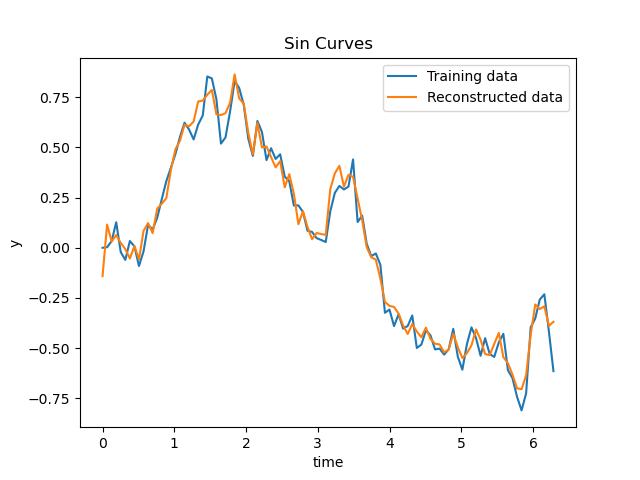 Sin Curves
Training data
Reconstructed data
0.75
0.50
0.25
0.00
−0.25
−0.50
−0.75
y
0 1 2 3 4 5 6
time